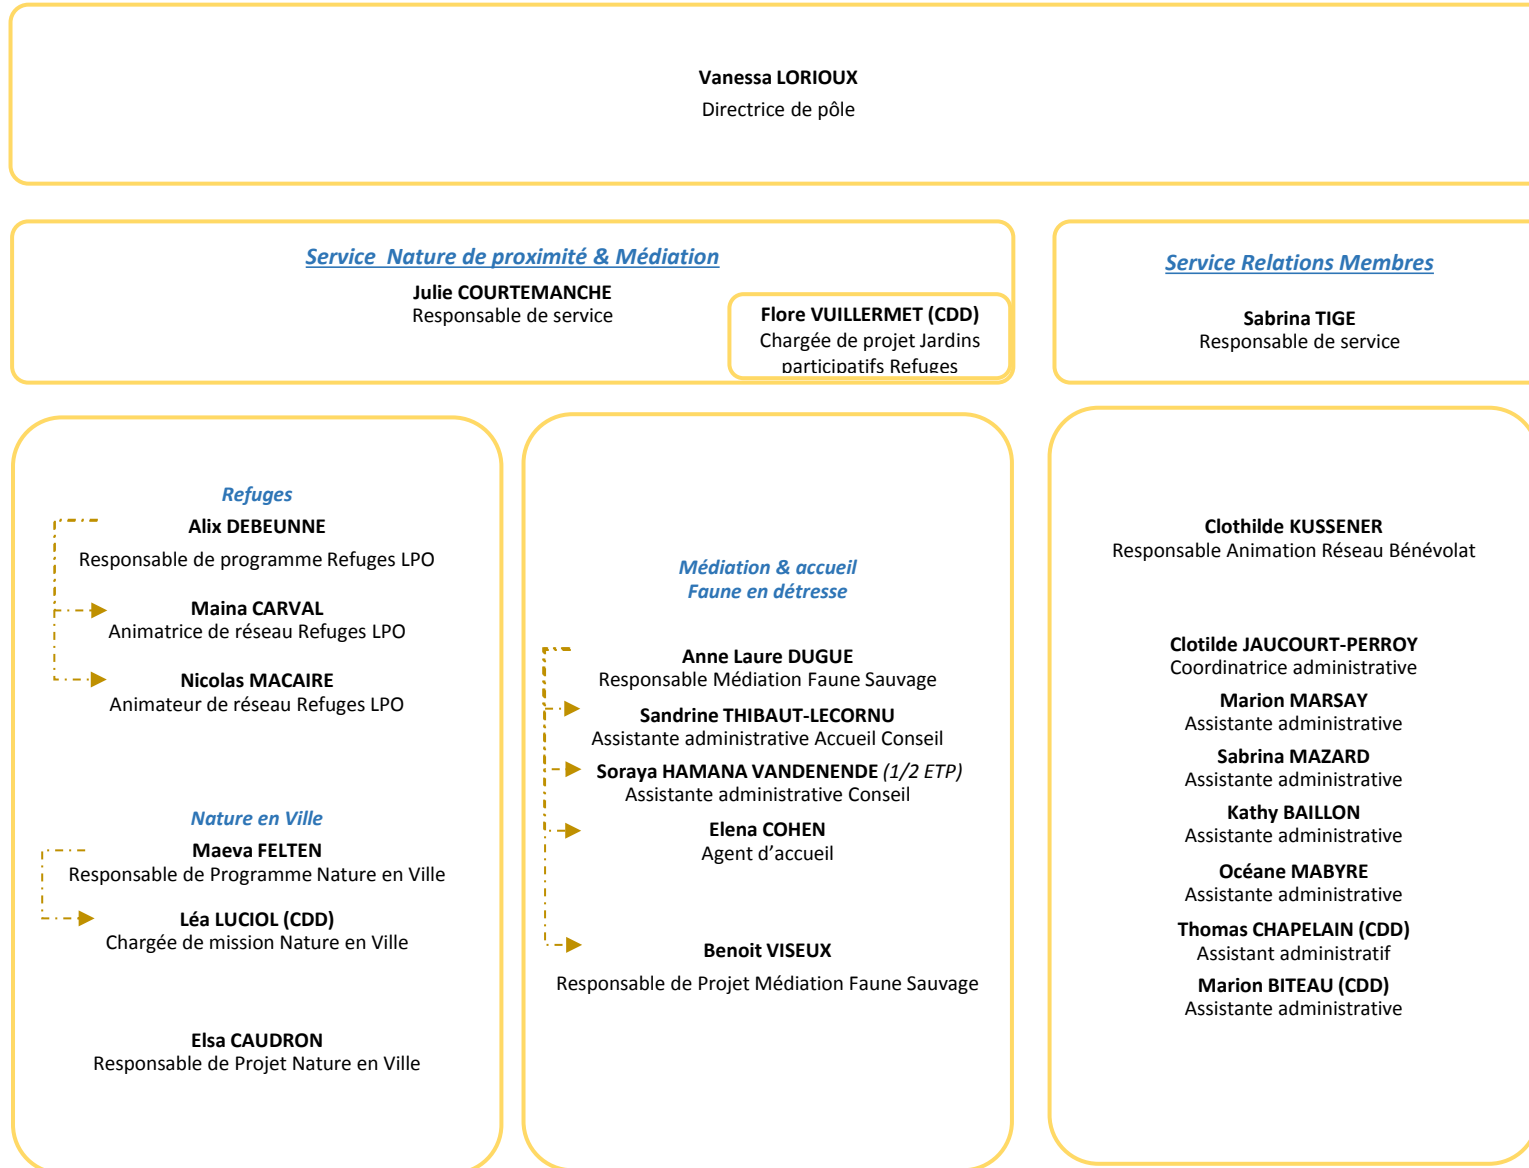 Vanessa LORIOUX
Directrice de pôle
Service Nature de proximité & Médiation
Julie COURTEMANCHE
Responsable de service
Flore VUILLERMET (CDD)
Chargée de projet Jardins
participatifs Refuges
Service Relations Membres
Sabrina TIGE
Responsable de service
Refuges
Alix DEBEUNNE
Responsable de programme Refuges LPO
Maina CARVAL
Animatrice de réseau Refuges LPO
Nicolas MACAIRE
Animateur de réseau Refuges LPO
Nature en Ville
Maeva FELTEN
Responsable de Programme Nature en Ville
Léa LUCIOL (CDD)
Chargée de mission Nature en Ville
Elsa CAUDRON
Responsable de Projet Nature en Ville
Médiation & accueil
Faune en détresse
Anne Laure DUGUE
Responsable Médiation Faune Sauvage
Sandrine THIBAUT-LECORNU
Assistante administrative Accueil Conseil
Soraya HAMANA VANDENENDE (1/2 ETP)
Assistante administrative Conseil
Elena COHEN
Agent d’accueil
Benoit VISEUX
Responsable de Projet Médiation Faune Sauvage
Clothilde KUSSENER
Responsable Animation Réseau Bénévolat
Clotilde JAUCOURT-PERROY
Coordinatrice administrative
Marion MARSAY
Assistante administrative
Sabrina MAZARD
Assistante administrative
Kathy BAILLON
Assistante administrative
Océane MABYRE
Assistante administrative
Thomas CHAPELAIN (CDD)
Assistant administratif
Marion BITEAU (CDD)
Assistante administrative